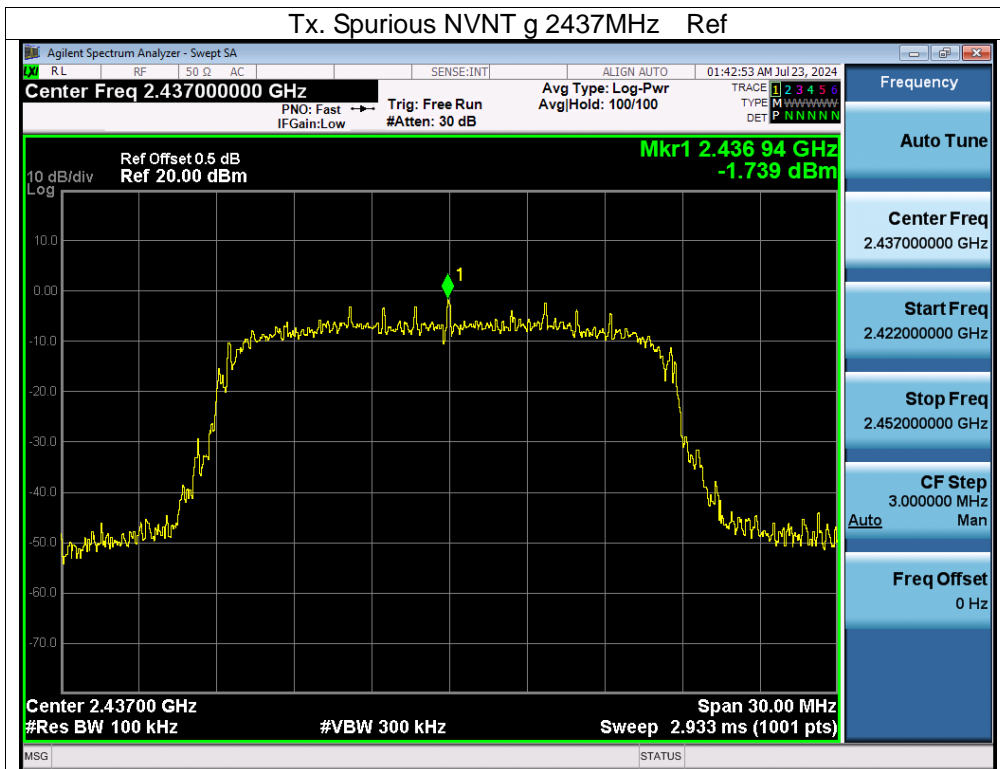 Tx. Spurious NVNT g 2437MHz Ref
Agilent Spectrum Analyzer - Swept SA
LXI RL RF 50 Ω AC SENSE:INT ALIGN AUTO 01:42:53 AM Jul 23, 2024
Center Freq 2.437000000 GHz
PNO: Fast
IFGain:Low
Trig: Free Run
#Atten: 30 dB
Avg Type: Log-Pwr
Avg|Hold: 100/100
TRACE 1 2 3 4 5 6
TYPE M WWWWW
DET P N N N N N
Ref Offset 0.5 dB
10 dB/div Ref 20.00 dBm
Log
Mkr1 2.436 94 GHz
-1.739 dBm
10.0
0.00
-10.0
-20.0
-30.0
-40.0
-50.0
-60.0
-70.0
1
Center 2.43700 GHz Span 30.00 MHz
#Res BW 100 kHz #VBW 300 kHz Sweep 2.933 ms (1001 pts)
MSG STATUS
Frequency
Auto Tune
Center Freq
2.437000000 GHz
Start Freq
2.422000000 GHz
Stop Freq
2.452000000 GHz
CF Step
3.000000 MHz
Auto Man
Freq Offset
0 Hz